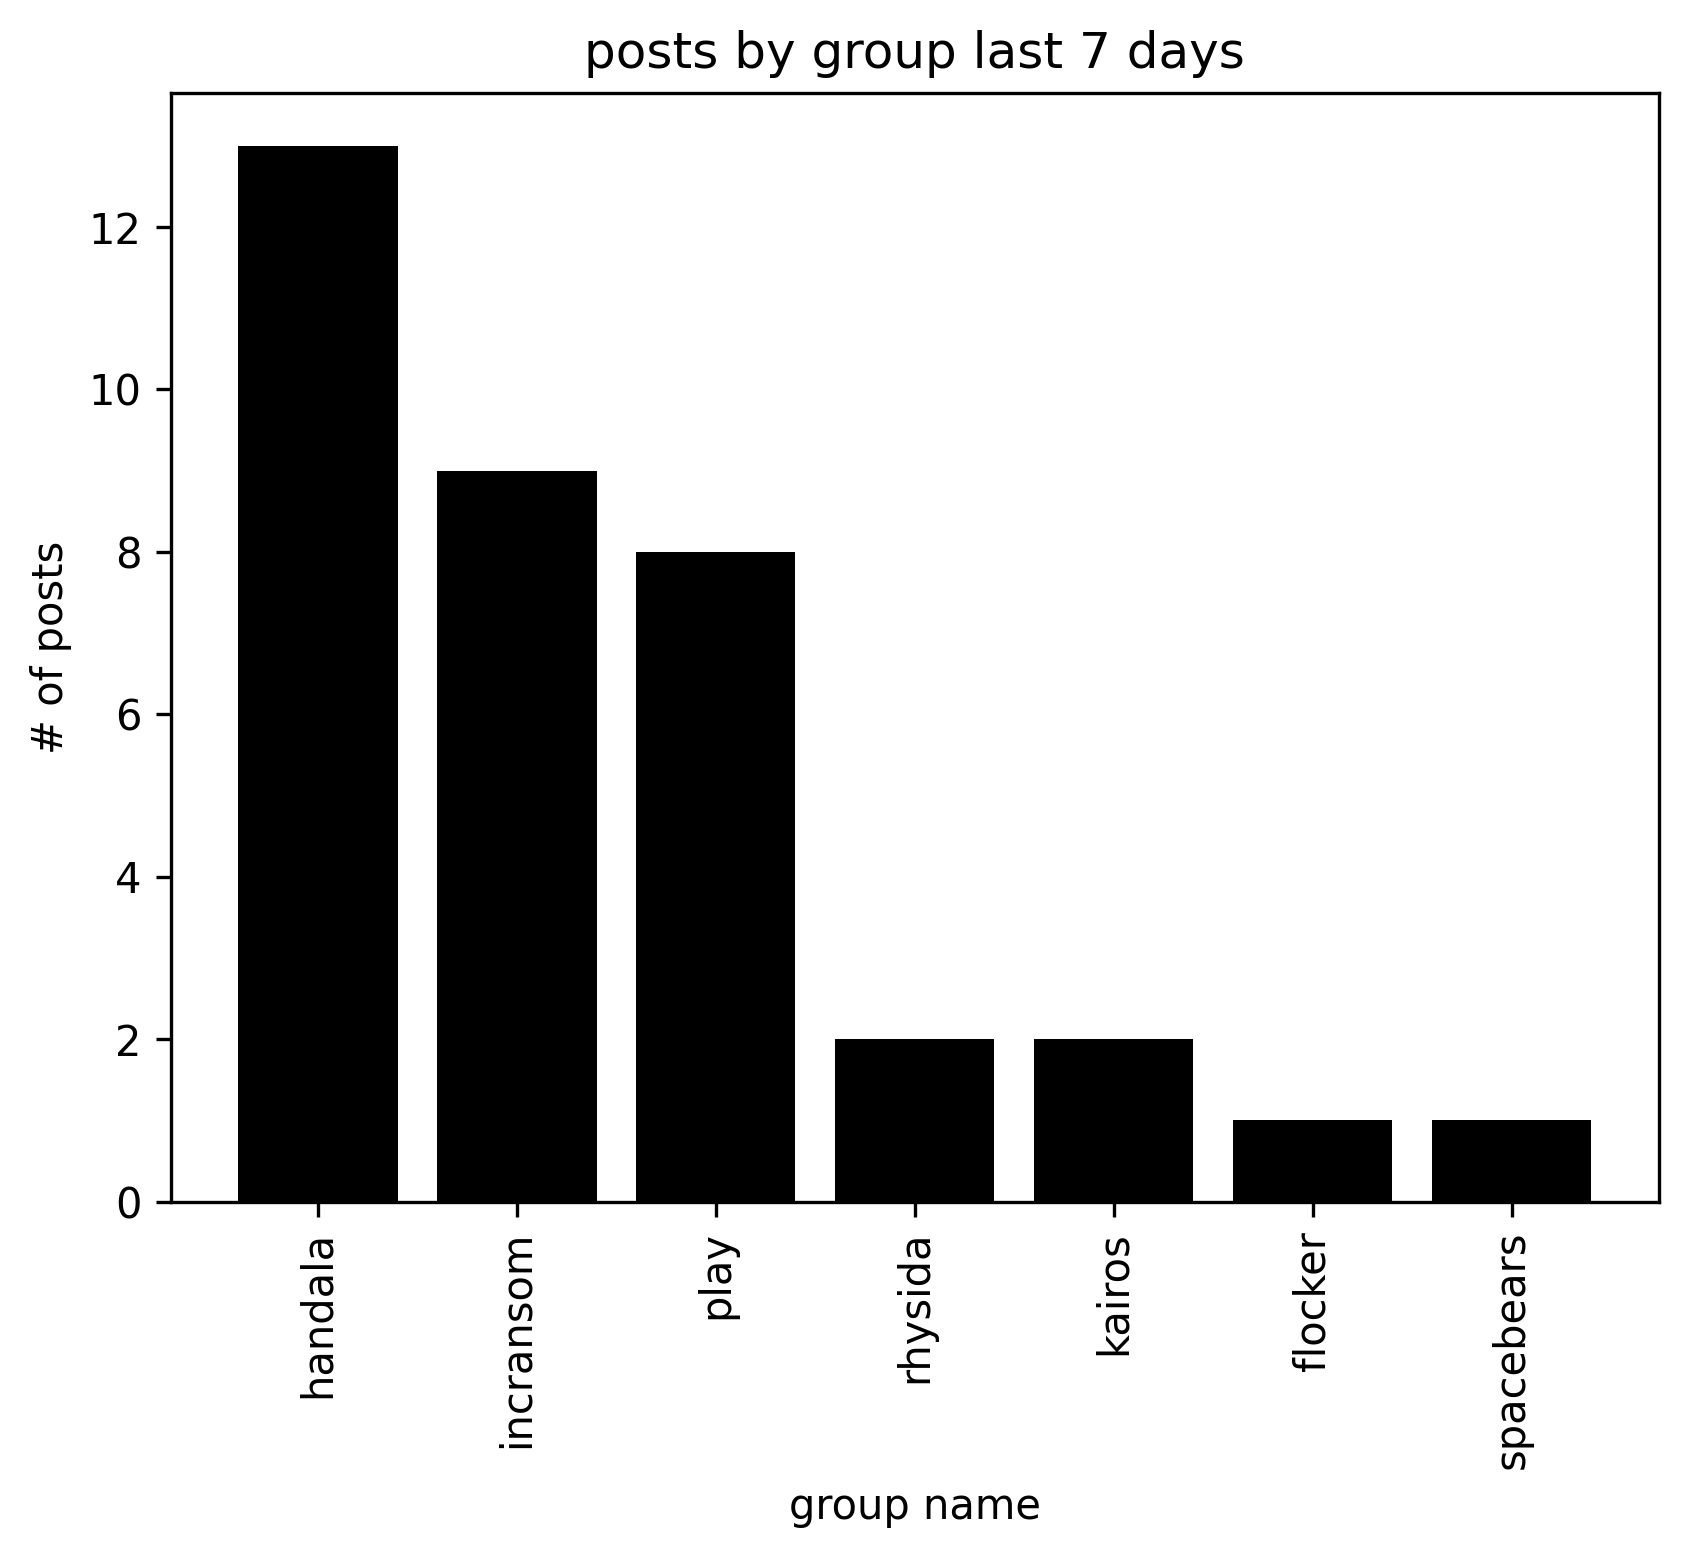 posts by group last 7 days
# of posts
12
10
8
6
4
2
0
handala
incransom
play
rhysida
kairos
flocker
spacebears
group name